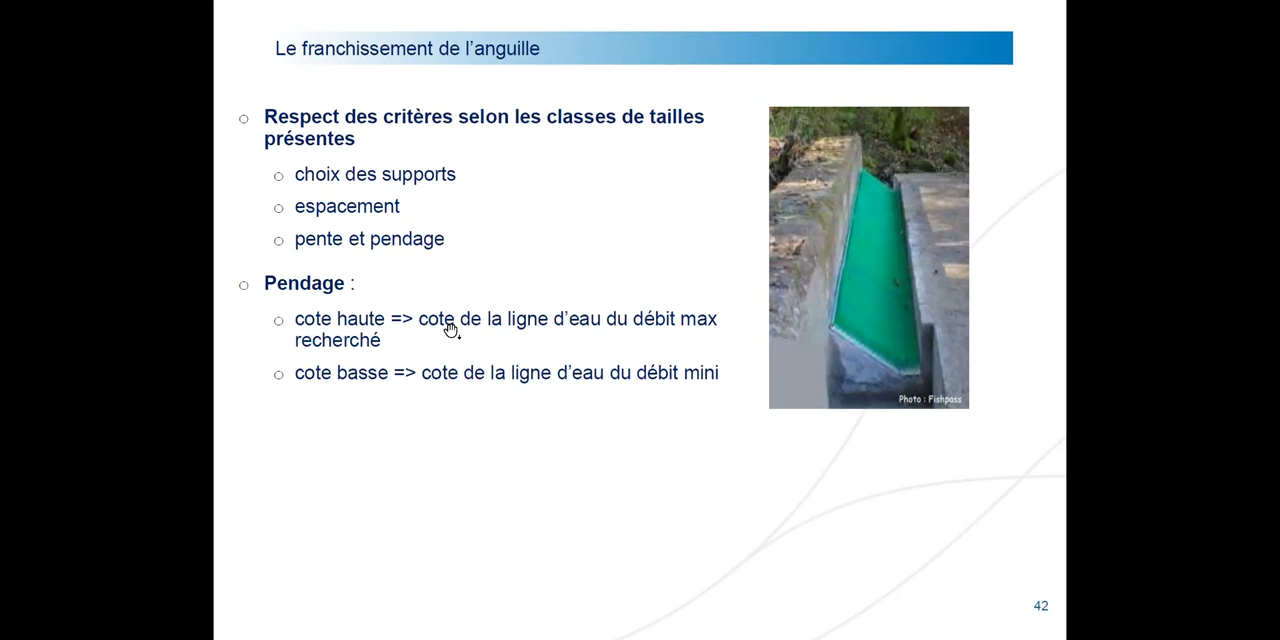 Le franchissement de l’anguille
Respect des critères selon les classes de tailles
présentes
choix des supports
espacement
pente et pendage
Pendage :
cote haute => cote de la ligne d’eau du débit max
recherché
cote basse => cote de la ligne d’eau du débit mini
Photo : Fishpass
42